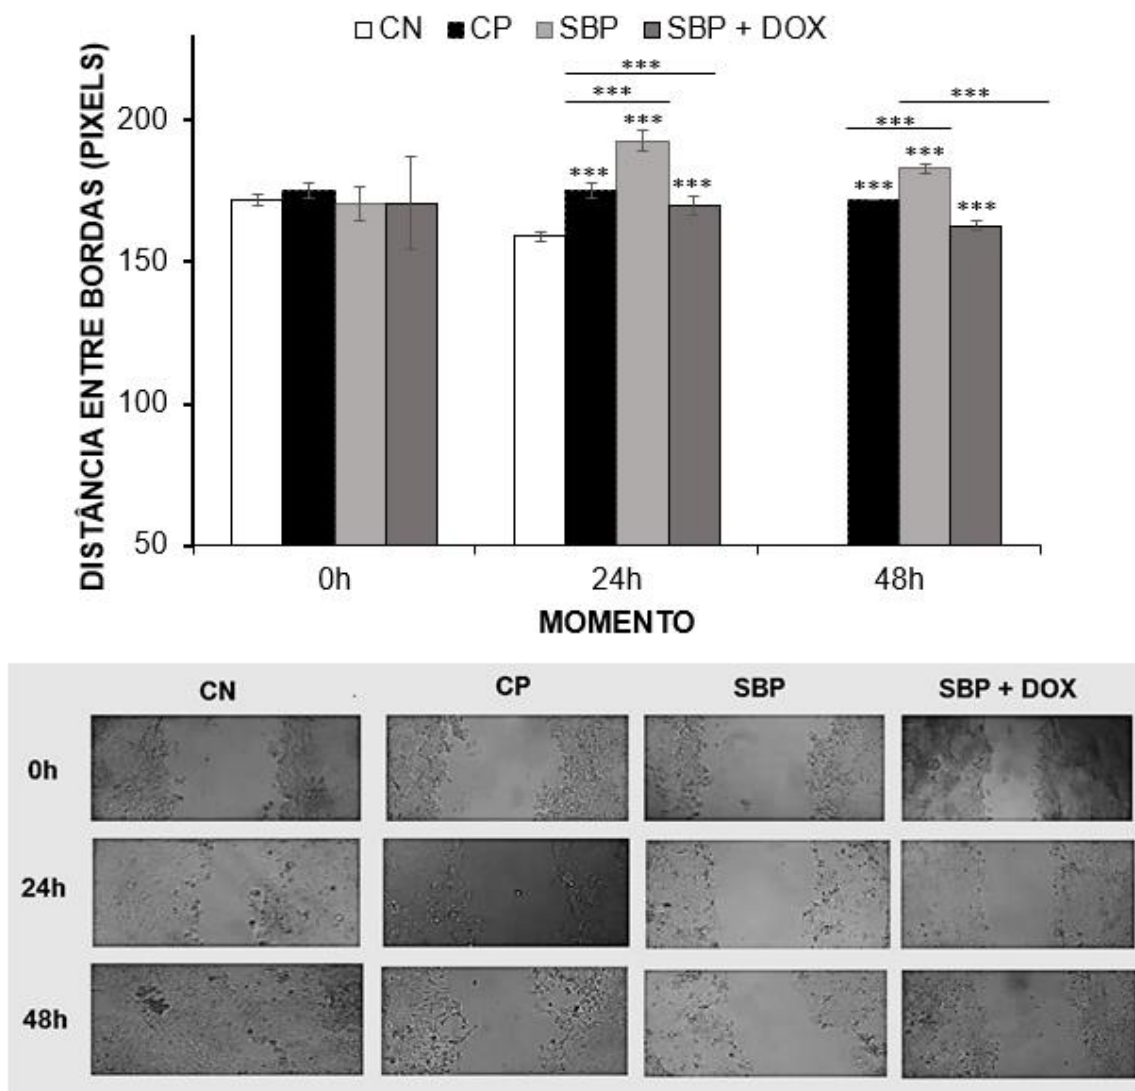 CN CP SBP SBP + DOX
DISTÂNCIA ENTRE BORDAS (PIXELS)
200
150
100
50
***
***
***
***
***
***
***
***
***
***
0h 24h 48h
MOMENTO
CN CP SBP SBP + DOX
0h
24h
48h